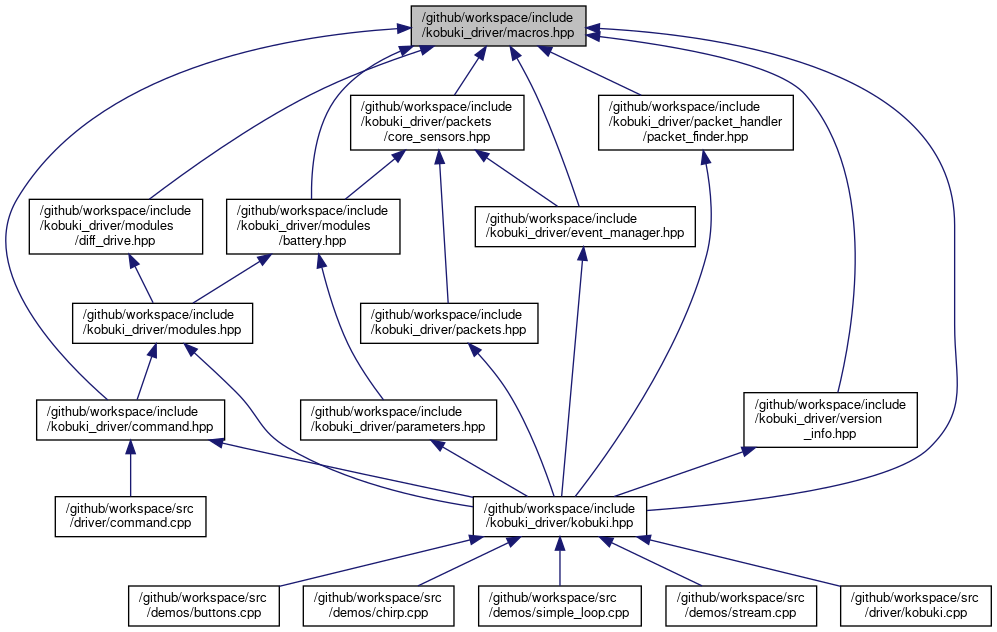 /github/workspace/include
/kobuki_driver/macros.hpp
/github/workspace/include
/kobuki_driver/packets
/core_sensors.hpp
/github/workspace/include
/kobuki_driver/packet_handler
/packet_finder.hpp
/github/workspace/include
/kobuki_driver/modules
/diff_drive.hpp
/github/workspace/include
/kobuki_driver/modules
/battery.hpp
/github/workspace/include
/kobuki_driver/event_manager.hpp
/github/workspace/include
/kobuki_driver/modules.hpp
/github/workspace/include
/kobuki_driver/packets.hpp
/github/workspace/include
/kobuki_driver/command.hpp
/github/workspace/include
/kobuki_driver/parameters.hpp
/github/workspace/include
/kobuki_driver/version
_info.hpp
/github/workspace/src
/driver/command.cpp
/github/workspace/include
/kobuki_driver/kobuki.hpp
/github/workspace/src
/demos/buttons.cpp
/github/workspace/src
/demos/chirp.cpp
/github/workspace/src
/demos/simple_loop.cpp
/github/workspace/src
/demos/stream.cpp
/github/workspace/src
/driver/kobuki.cpp